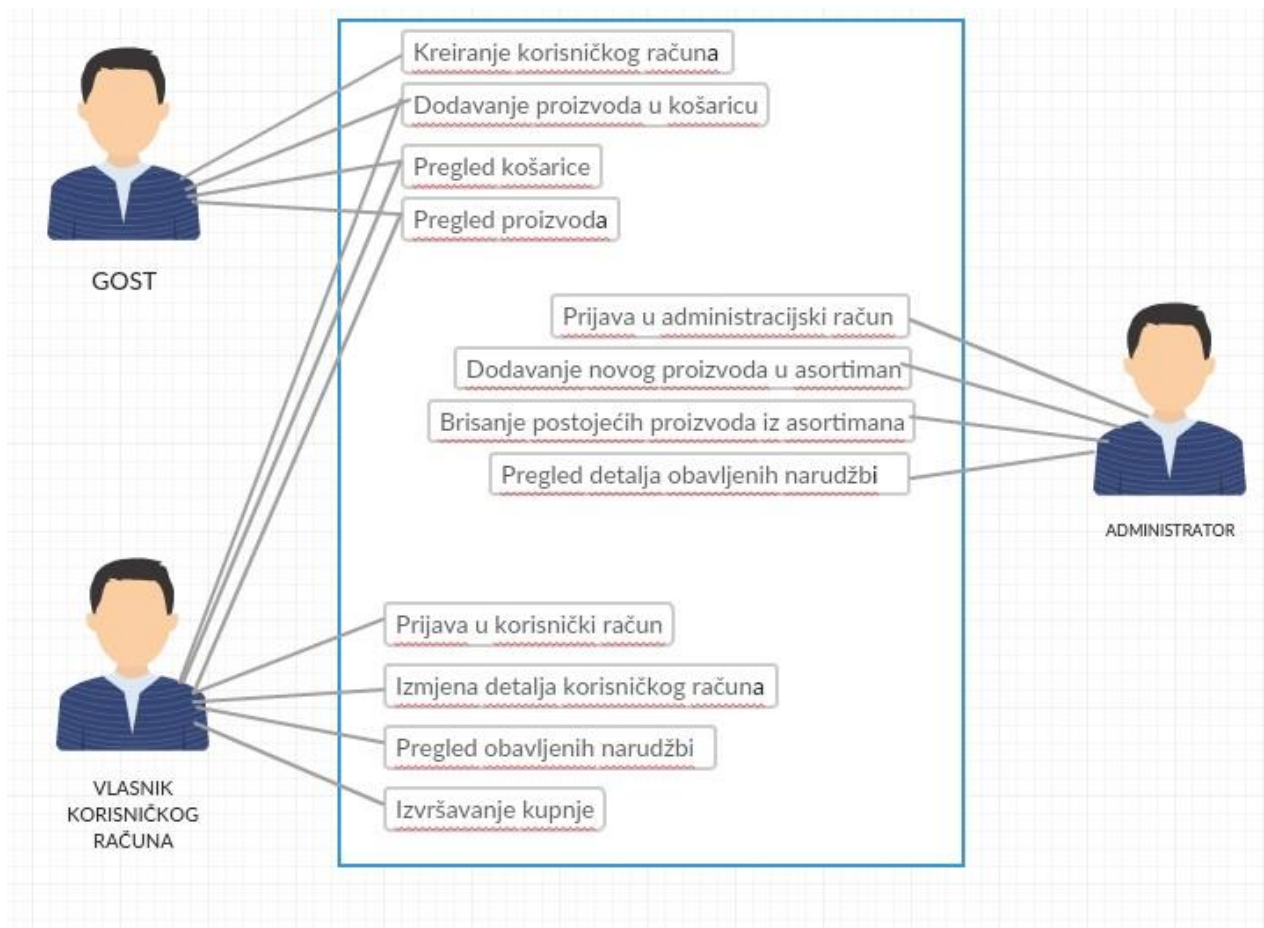 Kreiranje korisničkog računa
Dodavanje proizvoda u košaricu
Pregled košarice
Pregled proizvoda
GOST
Prijava u administracijski račun
Dodavanje novog proizvoda u asortiman
Brisanje postojećih proizvoda iz asortimana
Pregled detalja obavljenih narudžbi
ADMINISTRATOR
Prijava u korisnički račun
Izmjena detalja korisničkog računa
Pregled obavljenih narudžbi
Izvršavanje kupnje
VLASNIK
KORISNIČKOG
RAČUNA